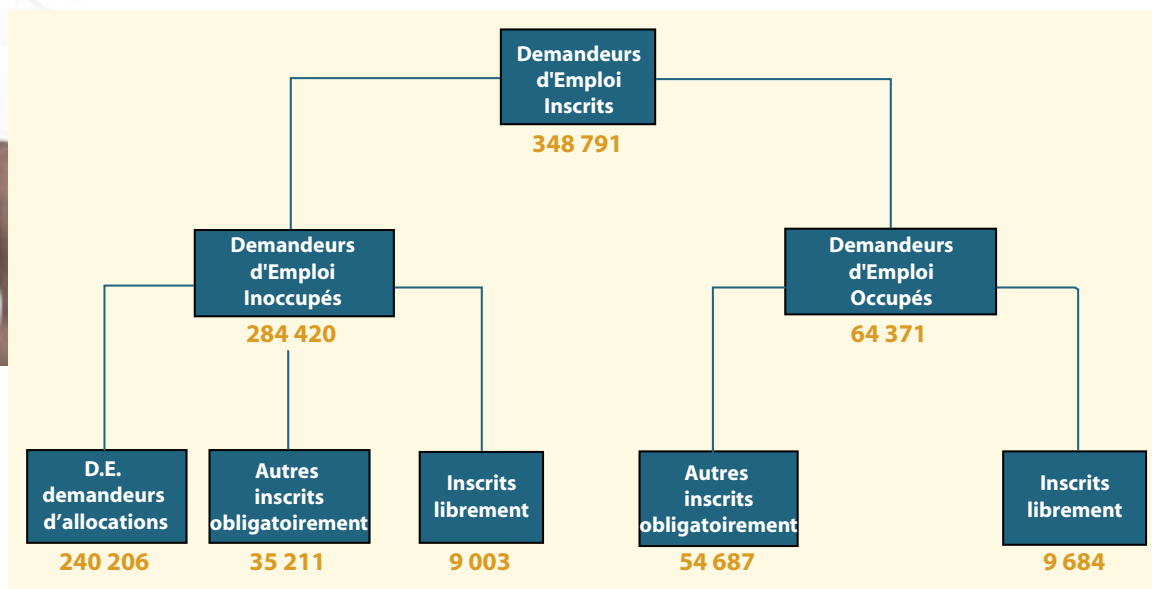 Demandeurs
d'Emploi
Inscrits
348 791
Demandeurs
d'Emploi
Inoccupés
284 420
Demandeurs
d'Emploi
Occupés
64 371
D.E.
demandeurs
d’allocations
240 206
Autres
inscrits
obligatoirement
35 211
Inscrits
librement
9 003
Autres
inscrits
obligatoirement
54 687
Inscrits
librement
9 684